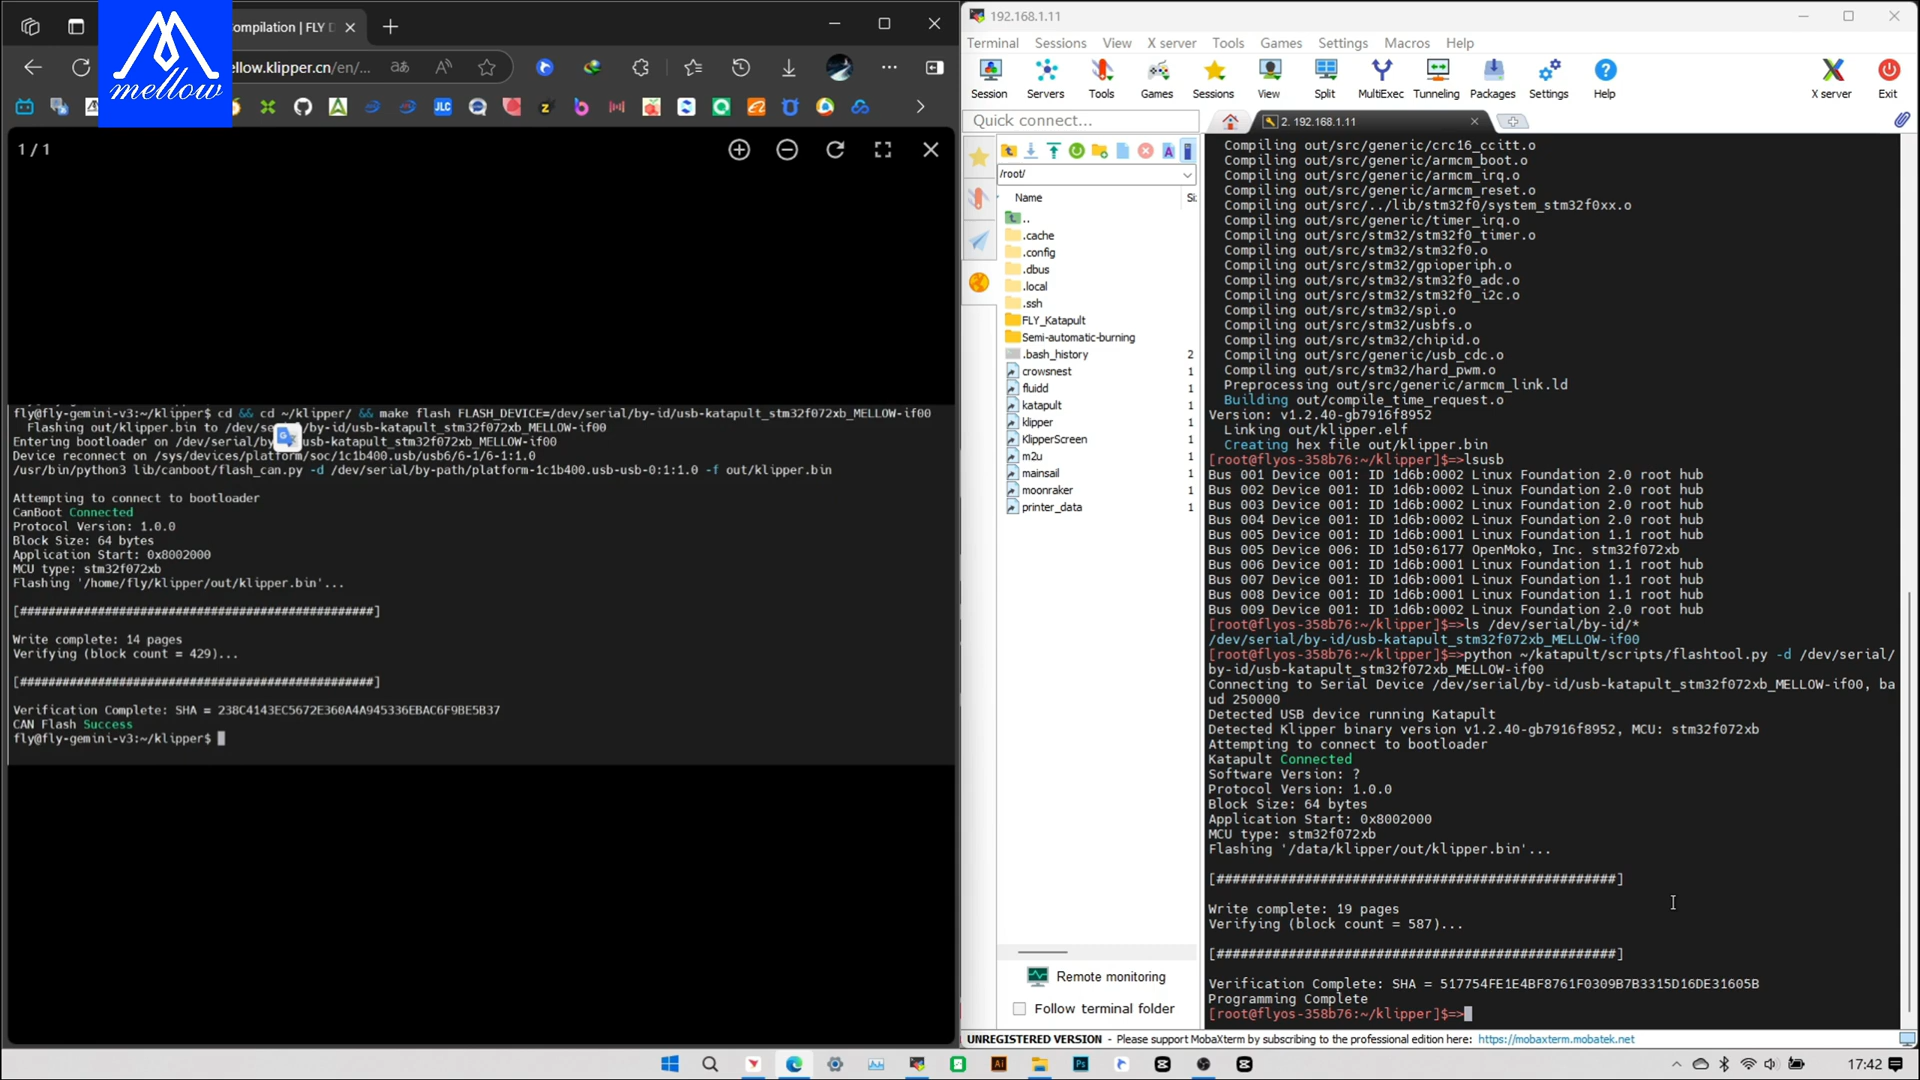 mellow
Compilation | FLY D
llow.klipper.cn/en/...
JLC
1 / 1
fly@fly-gemini-v3:~/klipper$ cd && cd ~/klipper/ && make flash FLASH_DEVICE=/dev/serial/by-id/usb-katapult_stm32f072xb_MELLOW-if00
Flashing out/klipper.bin to /dev/serial/by-id/usb-katapult_stm32f072xb_MELLOW-if00
Entering bootloader on /dev/serial/by usb-katapult_stm32f072xb_MELLOW-if00
Device reconnect on /sys/devices/platform/soc/1c1b400.usb/usb6/6-1/6-1:1.0
/usr/bin/python3 lib/canboot/flash_can.py -d /dev/serial/by-path/platform-1c1b400.usb-usb-0:1:1.0 -f out/klipper.bin
Attempting to connect to bootloader
CanBoot Connected
Protocol Version: 1.0.0
Block Size: 64 bytes
Application Start: 0x8002000
MCU type: stm32f072xb
Flashing '/home/fly/klipper/out/klipper.bin'...
[##################################################]
Write complete: 14 pages
Verifying (block count = 429)...
[##################################################]
Verification Complete: SHA = 238C4143EC5672E360A4A945336EBAC6F9BE5B37
CAN Flash Success
fly@fly-gemini-v3:~/klipper$
192.168.1.11
Terminal Sessions View X server Tools Games Settings Macros Help
Session Servers Tools Games Sessions View Split MultiExec Tunneling Packages Settings Help X server Exit
Quick connect...
2. 192.168.1.11
/root/
Name
Si
..
.cache
.config
.dbus
.local
.ssh
FLY_Katapult
Semi-automatic-burning
.bash_history 2
crowsnest 1
fluidd 1
katapult 1
klipper 1
KlipperScreen 1
m2u 1
mainsail 1
moonraker 1
printer_data 1
Remote monitoring
Follow terminal folder
Compiling out/src/generic/crc16_ccitt.o
Compiling out/src/generic/armcm_boot.o
Compiling out/src/generic/armcm_irq.o
Compiling out/src/generic/armcm_reset.o
Compiling out/src/../lib/stm32f0/system_stm32f0xx.o
Compiling out/src/generic/timer_irq.o
Compiling out/src/stm32/stm32f0_timer.o
Compiling out/src/stm32/stm32f0.o
Compiling out/src/stm32/gpioperiph.o
Compiling out/src/stm32/stm32f0_adc.o
Compiling out/src/stm32/stm32f0_i2c.o
Compiling out/src/stm32/spi.o
Compiling out/src/stm32/usbfs.o
Compiling out/src/stm32/chipid.o
Compiling out/src/generic/usb_cdc.o
Compiling out/src/stm32/hard_pwm.o
Preprocessing out/src/generic/armcm_link.ld
Building out/compile_time_request.o
Version: v1.2.40-gb7916f8952
Linking out/klipper.elf
Creating hex file out/klipper.bin
[root@flyos-358b76:~/klipper]$=>lsusb
Bus 001 Device 001: ID 1d6b:0002 Linux Foundation 2.0 root hub
Bus 002 Device 001: ID 1d6b:0002 Linux Foundation 2.0 root hub
Bus 003 Device 001: ID 1d6b:0002 Linux Foundation 2.0 root hub
Bus 004 Device 001: ID 1d6b:0002 Linux Foundation 2.0 root hub
Bus 005 Device 001: ID 1d6b:0001 Linux Foundation 1.1 root hub
Bus 005 Device 006: ID 1d50:6177 OpenMoko, Inc. stm32f072xb
Bus 006 Device 001: ID 1d6b:0001 Linux Foundation 1.1 root hub
Bus 007 Device 001: ID 1d6b:0001 Linux Foundation 1.1 root hub
Bus 008 Device 001: ID 1d6b:0001 Linux Foundation 1.1 root hub
Bus 009 Device 001: ID 1d6b:0002 Linux Foundation 2.0 root hub
[root@flyos-358b76:~/klipper]$=>ls /dev/serial/by-id/*
/dev/serial/by-id/usb-katapult_stm32f072xb_MELLOW-if00
[root@flyos-358b76:~/klipper]$=>python ~/katapult/scripts/flashtool.py -d /dev/serial/
by-id/usb-katapult_stm32f072xb_MELLOW-if00
Connecting to Serial Device /dev/serial/by-id/usb-katapult_stm32f072xb_MELLOW-if00, ba
ud 250000
Detected USB device running Katapult
Detected Klipper binary version v1.2.40-gb7916f8952, MCU: stm32f072xb
Attempting to connect to bootloader
Katapult Connected
Software Version: ?
Protocol Version: 1.0.0
Block Size: 64 bytes
Application Start: 0x8002000
MCU type: stm32f072xb
Flashing '/data/klipper/out/klipper.bin'...
[##################################################]
Write complete: 19 pages
Verifying (block count = 587)...
[##################################################]
Verification Complete: SHA = 517754FE1E4BF8761F0309B7B3315D16DE31605B
Programming Complete
[root@flyos-358b76:~/klipper]$=>
UNREGISTERED VERSION - Please support MobaXterm by subscribing to the professional edition here: https://mobaxterm.mobatek.net
17:42